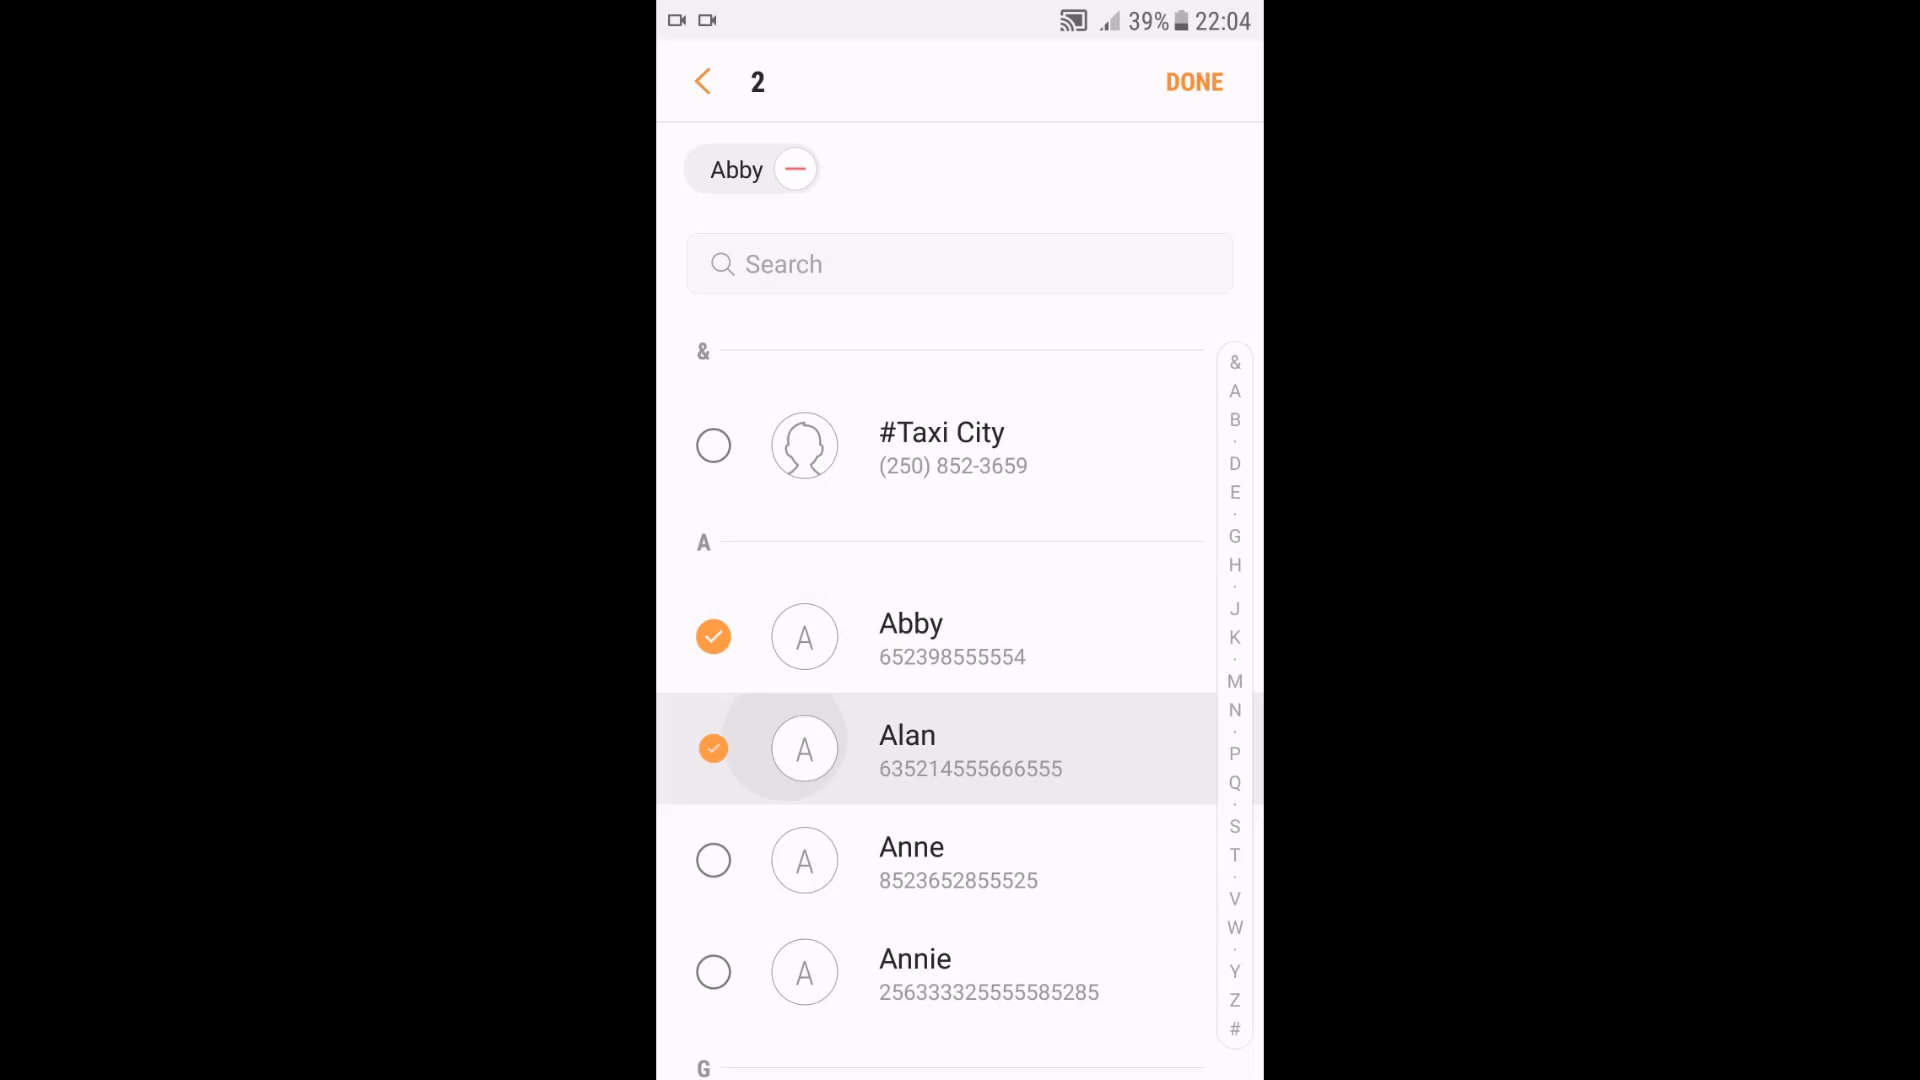 39% 22:04
2 DONE
Abby
Search
&
#Taxi City
(250) 852-3659
A
A Abby
652398555554
A Alan
635214555666555
A Anne
8523652855525
A Annie
256333325555585285
G
&
A
B
.
D
E
.
G
H
.
J
K
.
M
N
.
P
Q
.
S
T
.
V
W
.
Y
Z
#